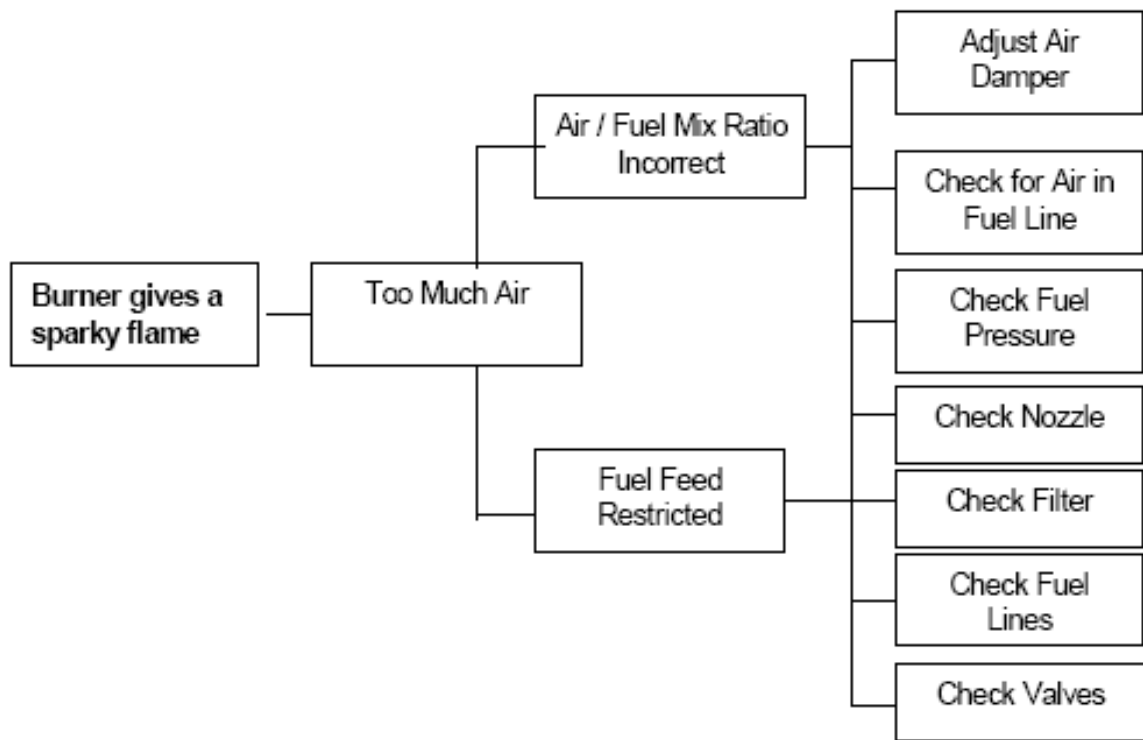 Burner gives a
sparky flame
Too Much Air
Air / Fuel Mix Ratio
Incorrect
Fuel Feed
Restricted
Adjust Air
Damper
Check for Air in
Fuel Line
Check Fuel
Pressure
Check Nozzle
Check Filter
Check Fuel
Lines
Check Valves